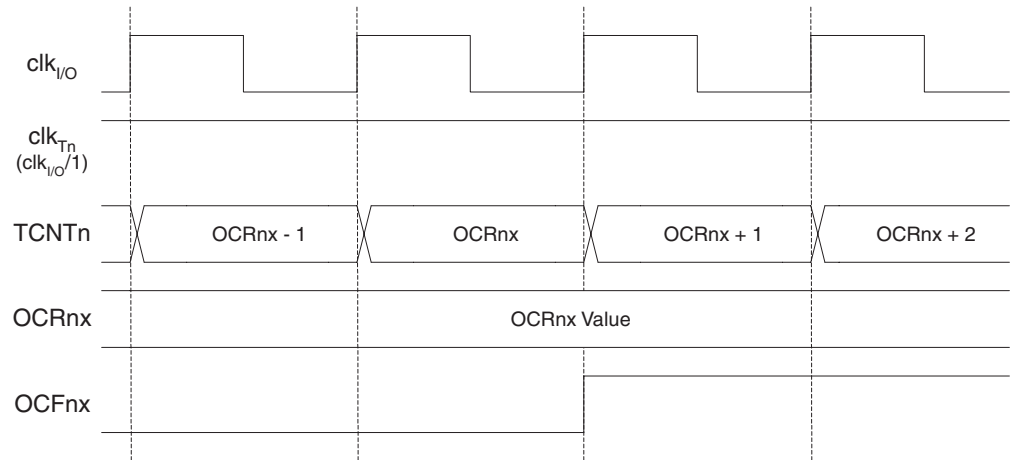 clkI/O
clkTn
(clkI/O/1)
TCNTn
OCRnx - 1
OCRnx
OCRnx + 1
OCRnx + 2
OCRnx
OCRnx Value
OCFnx